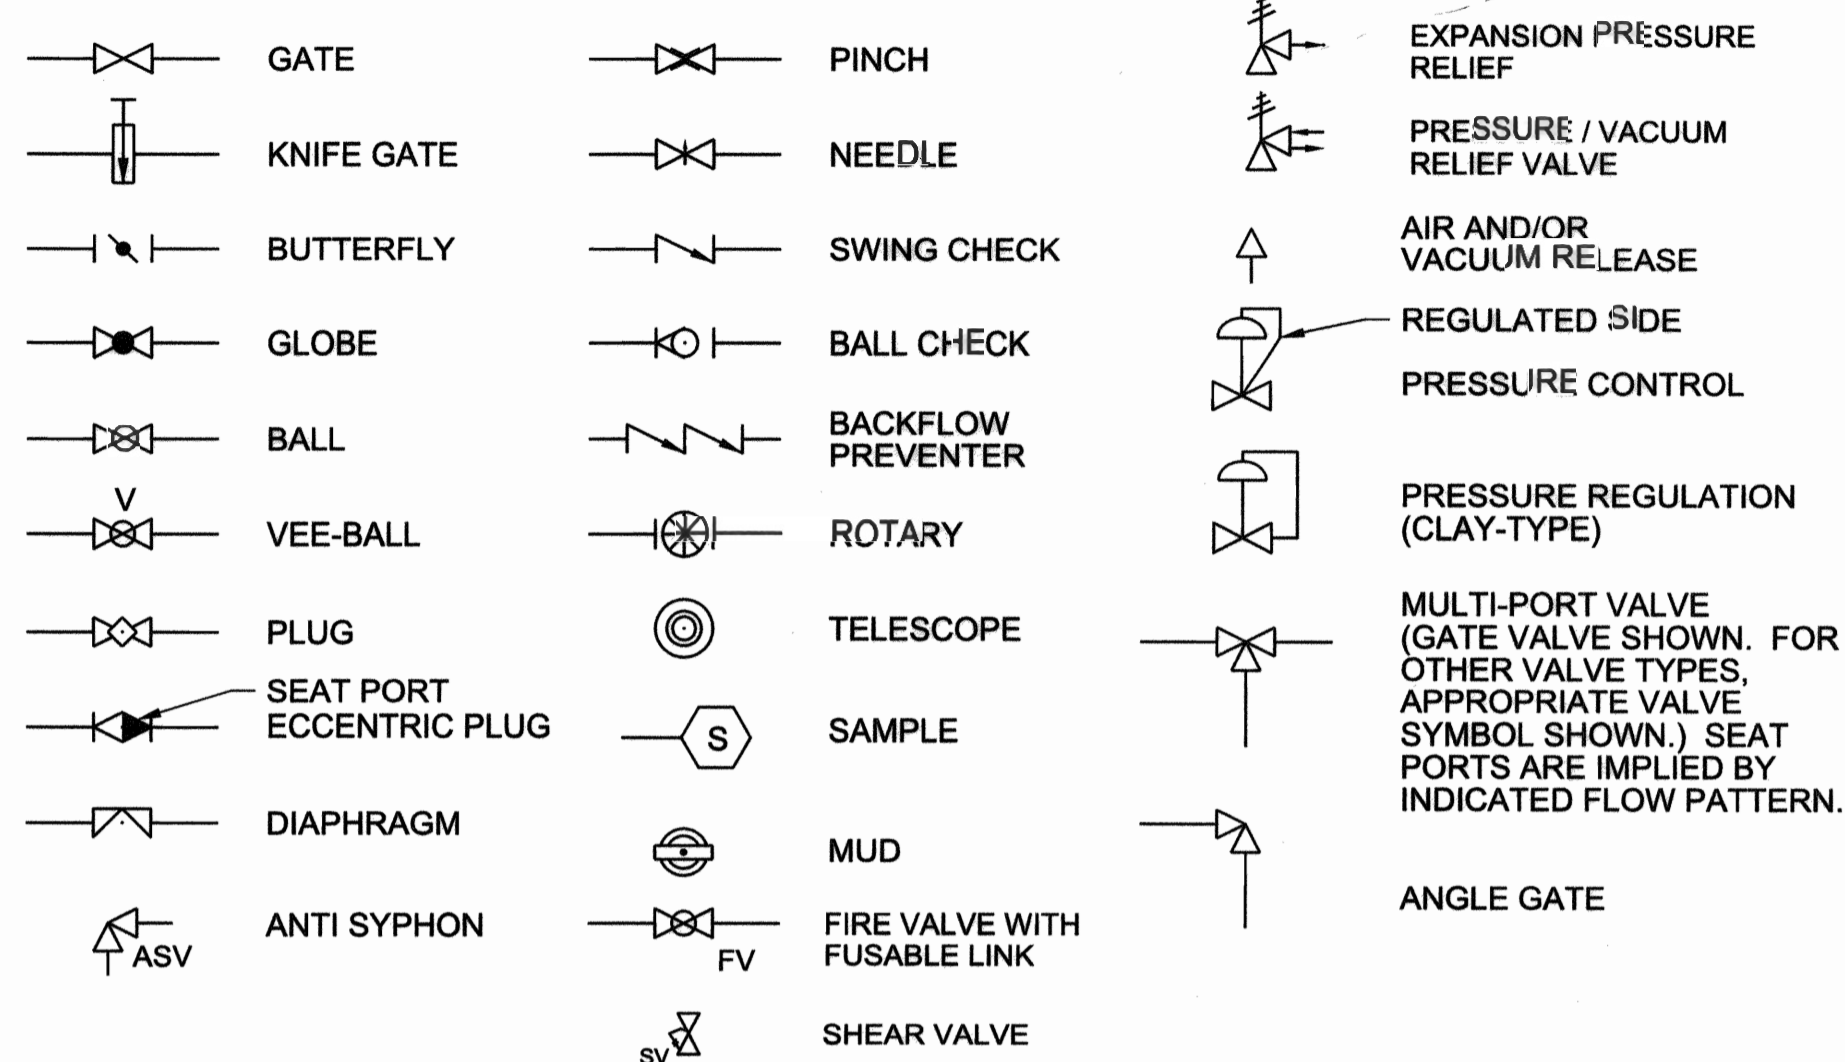 GATE
KNIFE GATE
BUTTERFLY
GLOBE
BALL
V
VEE-BALL
PLUG
SEAT PORT
ECCENTRIC PLUG
DIAPHRAGM
ANTI SYPHON
ASV
PINCH
NEEDLE
SWING CHECK
BALL CHECK
BACKFLOW
PREVENTER
ROTARY
TELESCOPE
S
SAMPLE
MUD
FIRE VALVE WITH
FUSABLE LINK
FV
SHEAR VALVE
SV
EXPANSION PRESSURE
RELIEF
PRESSURE / VACUUM
RELIEF VALVE
AIR AND/OR
VACUUM RELEASE
REGULATED SIDE
PRESSURE CONTROL
PRESSURE REGULATION
(CLAY-TYPE)
MULTI-PORT VALVE
(GATE VALVE SHOWN. FOR
OTHER VALVE TYPES,
APPROPRIATE VALVE
SYMBOL SHOWN.) SEAT
PORTS ARE IMPLIED BY
INDICATED FLOW PATTERN.
ANGLE GATE